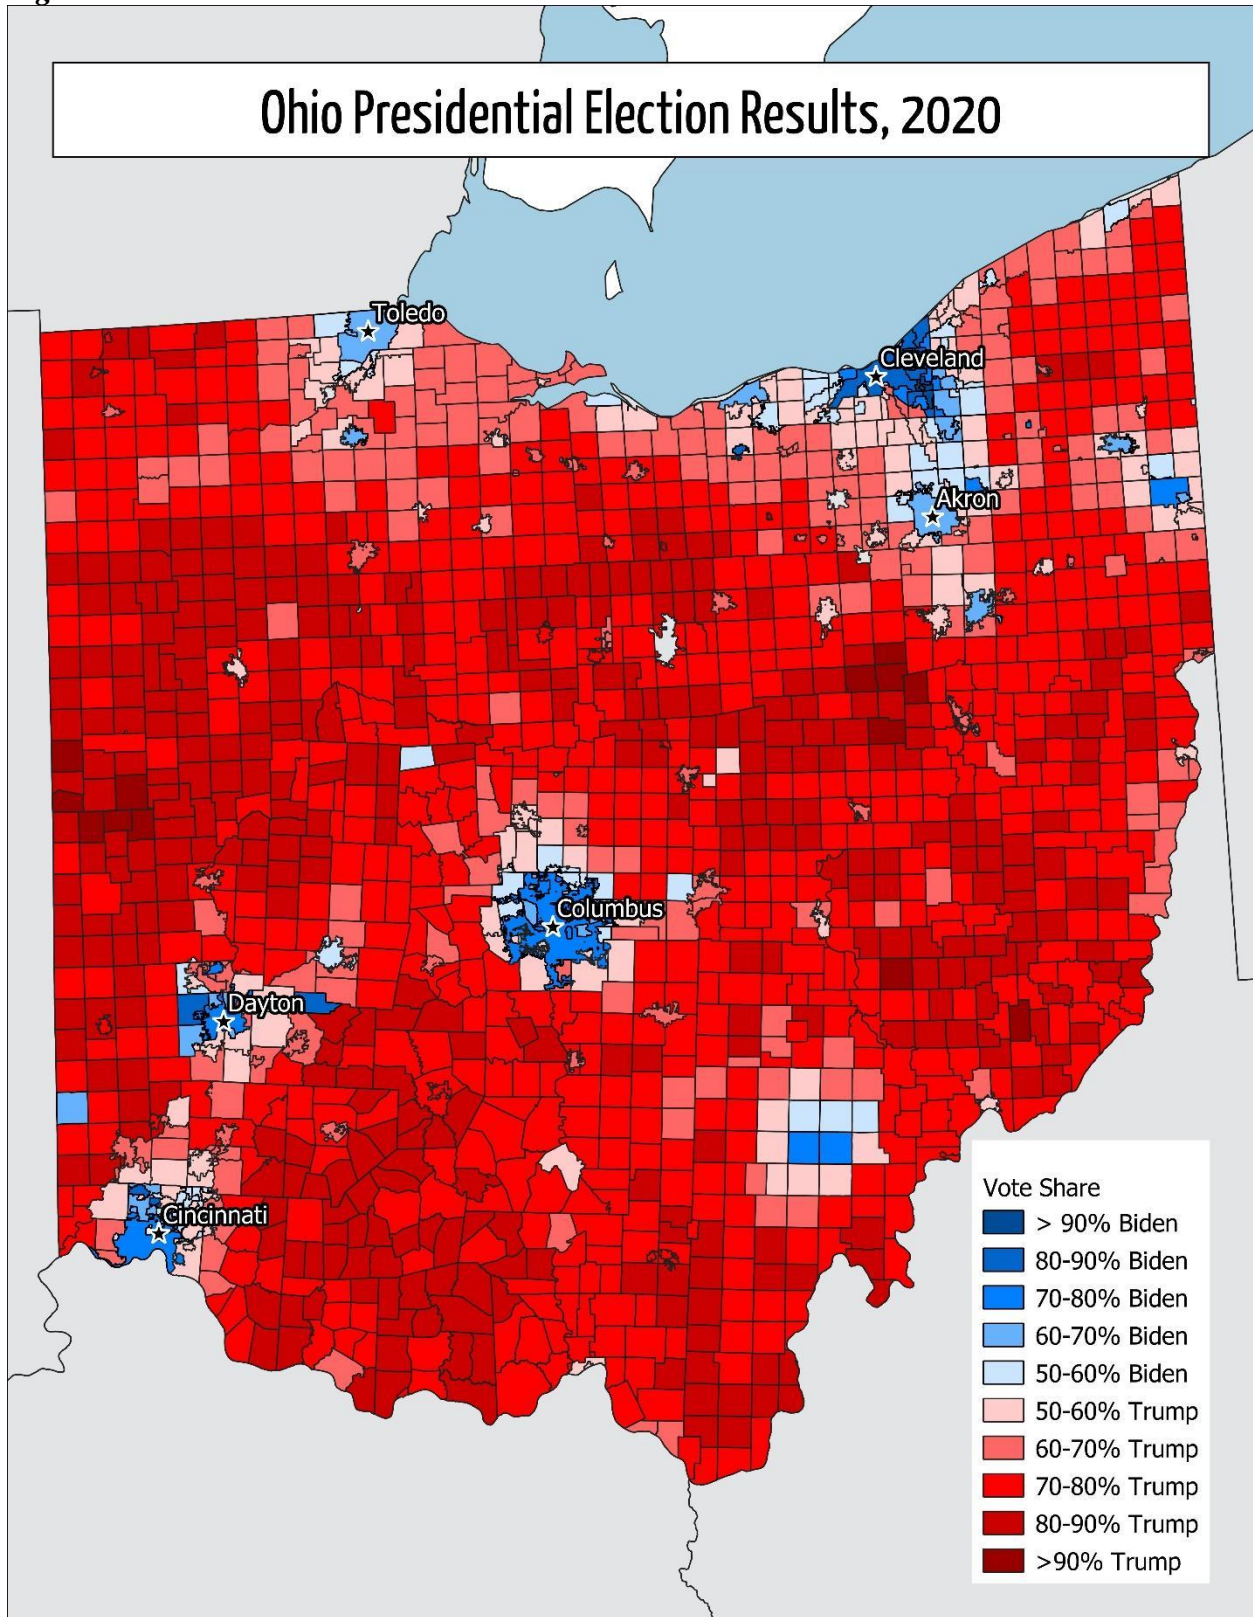 Ohio Presidential Election Results, 2020
Toledo
Cleveland
Akron
Columbus
Dayton
Cincinnati
Vote Share
> 90% Biden
80-90% Biden
70-80% Biden
60-70% Biden
50-60% Biden
50-60% Trump
60-70% Trump
70-80% Trump
80-90% Trump
>90% Trump